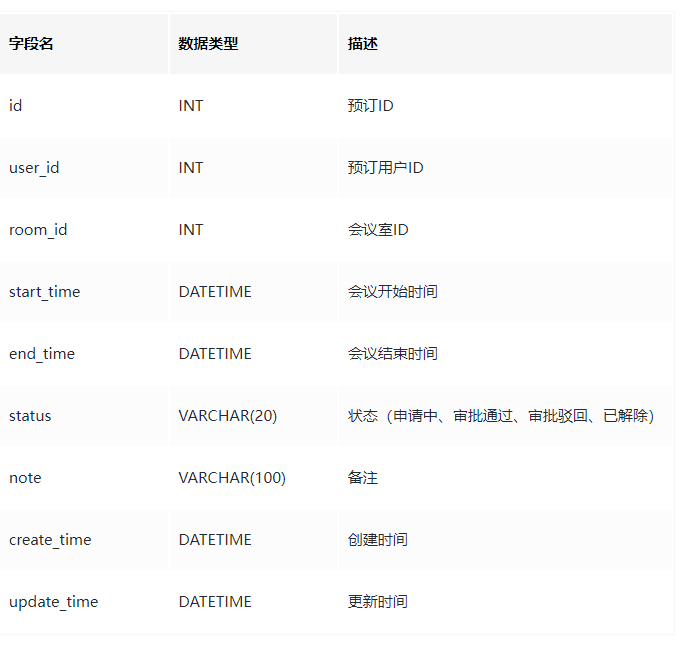 字段名 数据类型 描述
id INT 预订ID
user_id INT 预订用户ID
room_id INT 会议室ID
start_time DATETIME 会议开始时间
end_time DATETIME 会议结束时间
status VARCHAR(20) 状态（申请中、审批通过、审批驳回、已解除）
note VARCHAR(100) 备注
create_time DATETIME 创建时间
update_time DATETIME 更新时间